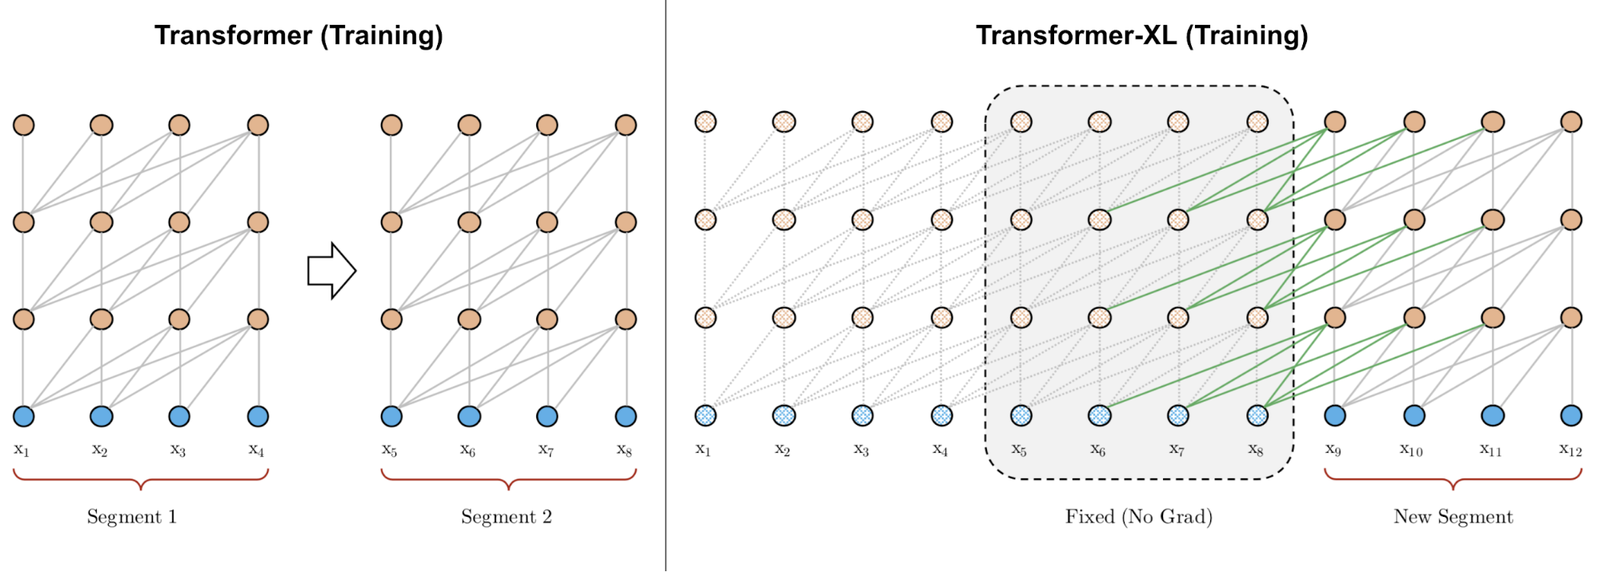 Transformer (Training)
x₁ x₂ x₃ x₄
Segment 1
x₅ x₆ x₇ x₈
Segment 2
Transformer-XL (Training)
x₁ x₂ x₃ x₄ x₅ x₆ x₇ x₈ x₉ x₁₀ x₁₁ x₁₂
Fixed (No Grad)
New Segment